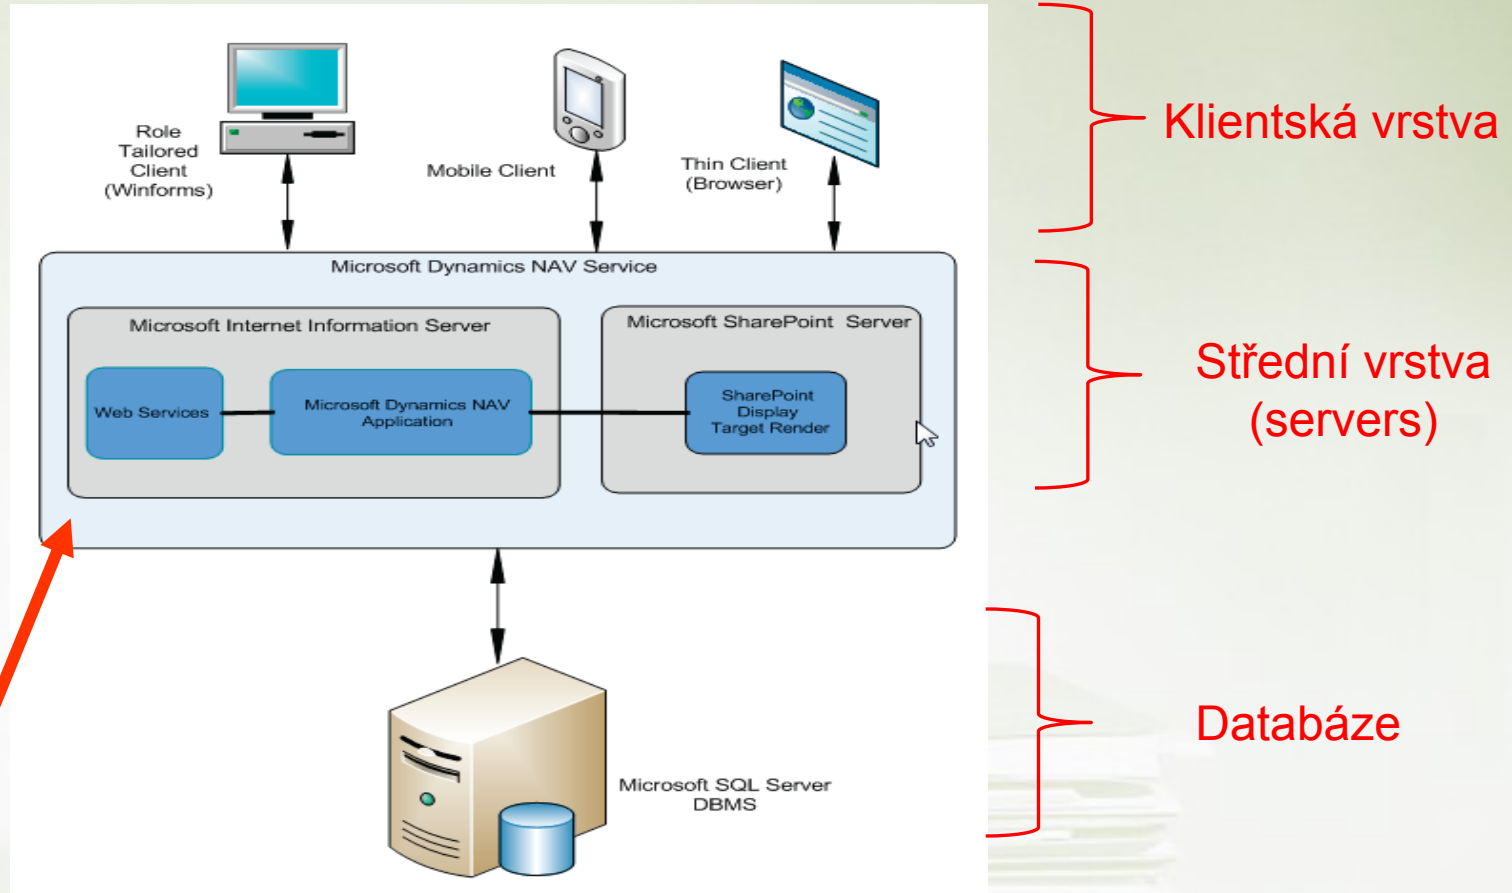 Role
Tailored
Client
(Winforms)
Mobile Client
Thin Client
(Browser)
Klientská vrstva
Microsoft Dynamics NAV Service
Microsoft Internet Information Server
Microsoft SharePoint Server
Web Services
Microsoft Dynamics NAV
Application
SharePoint
Display
Target Render
Střední vrstva
(servers)
Microsoft SQL Server
DBMS
Databáze